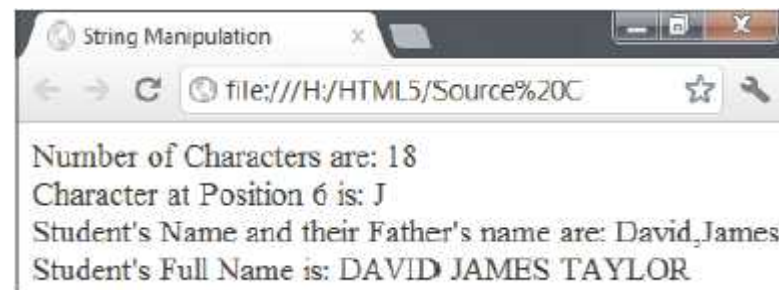 String Manipulation
file:///H:/HTML5/Source%20C
Number of Characters are: 18
Character at Position 6 is: J
Student's Name and their Father's name are: David,James
Student's Full Name is: DAVID JAMES TAYLOR